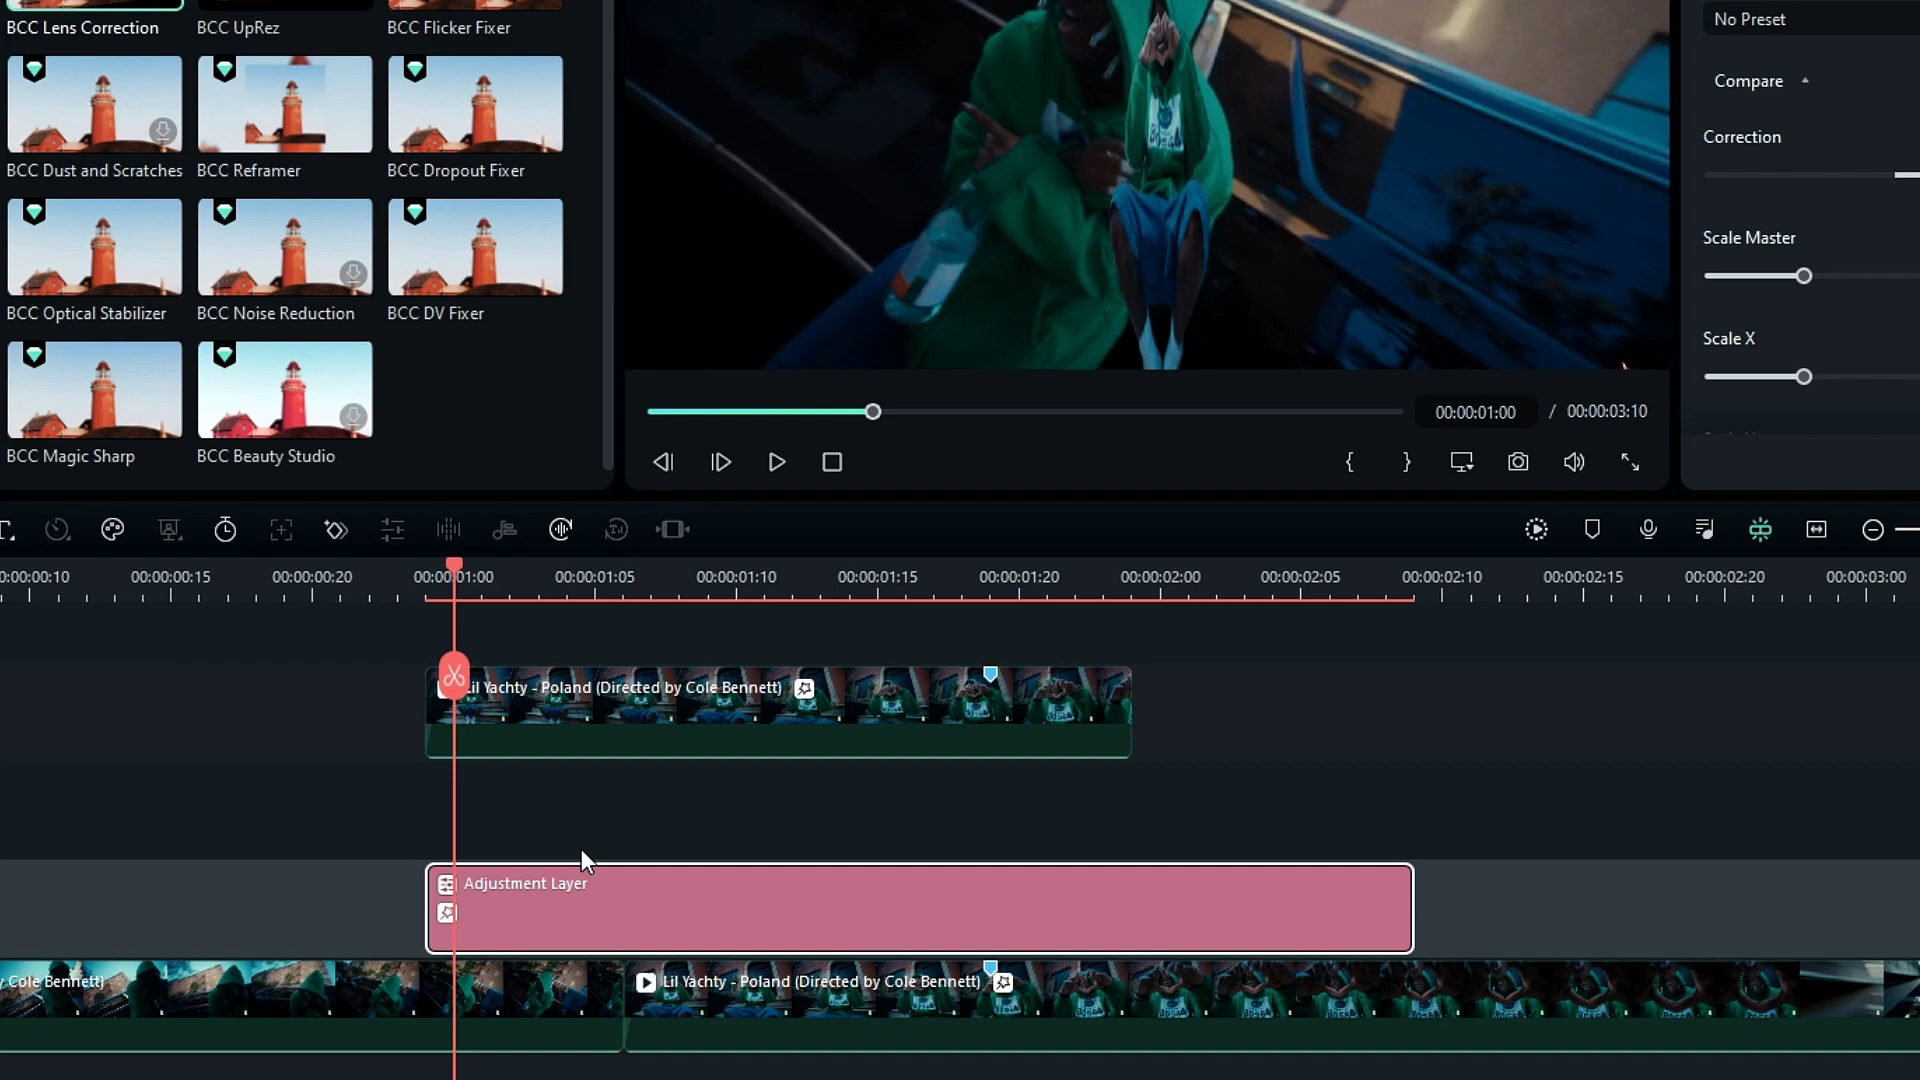 BCC Lens Correction
BCC UpRez
BCC Flicker Fixer
BCC Dust and Scratches
BCC Reframer
BCC Dropout Fixer
BCC Optical Stabilizer
BCC Noise Reduction
BCC DV Fixer
BCC Magic Sharp
BCC Beauty Studio
00:00:01:00 / 00:00:03:10
No Preset
Compare
Correction
Scale Master
Scale X
0:00:00:10
00:00:00:15
00:00:00:20
00:00:01:00
00:00:01:05
00:00:01:10
00:00:01:15
00:00:01:20
00:00:02:00
00:00:02:05
00:00:02:10
00:00:02:15
00:00:02:20
00:00:03:00
Lil Yachty - Poland (Directed by Cole Bennett)
Adjustment Layer
y Cole Bennett)
Lil Yachty - Poland (Directed by Cole Bennett)